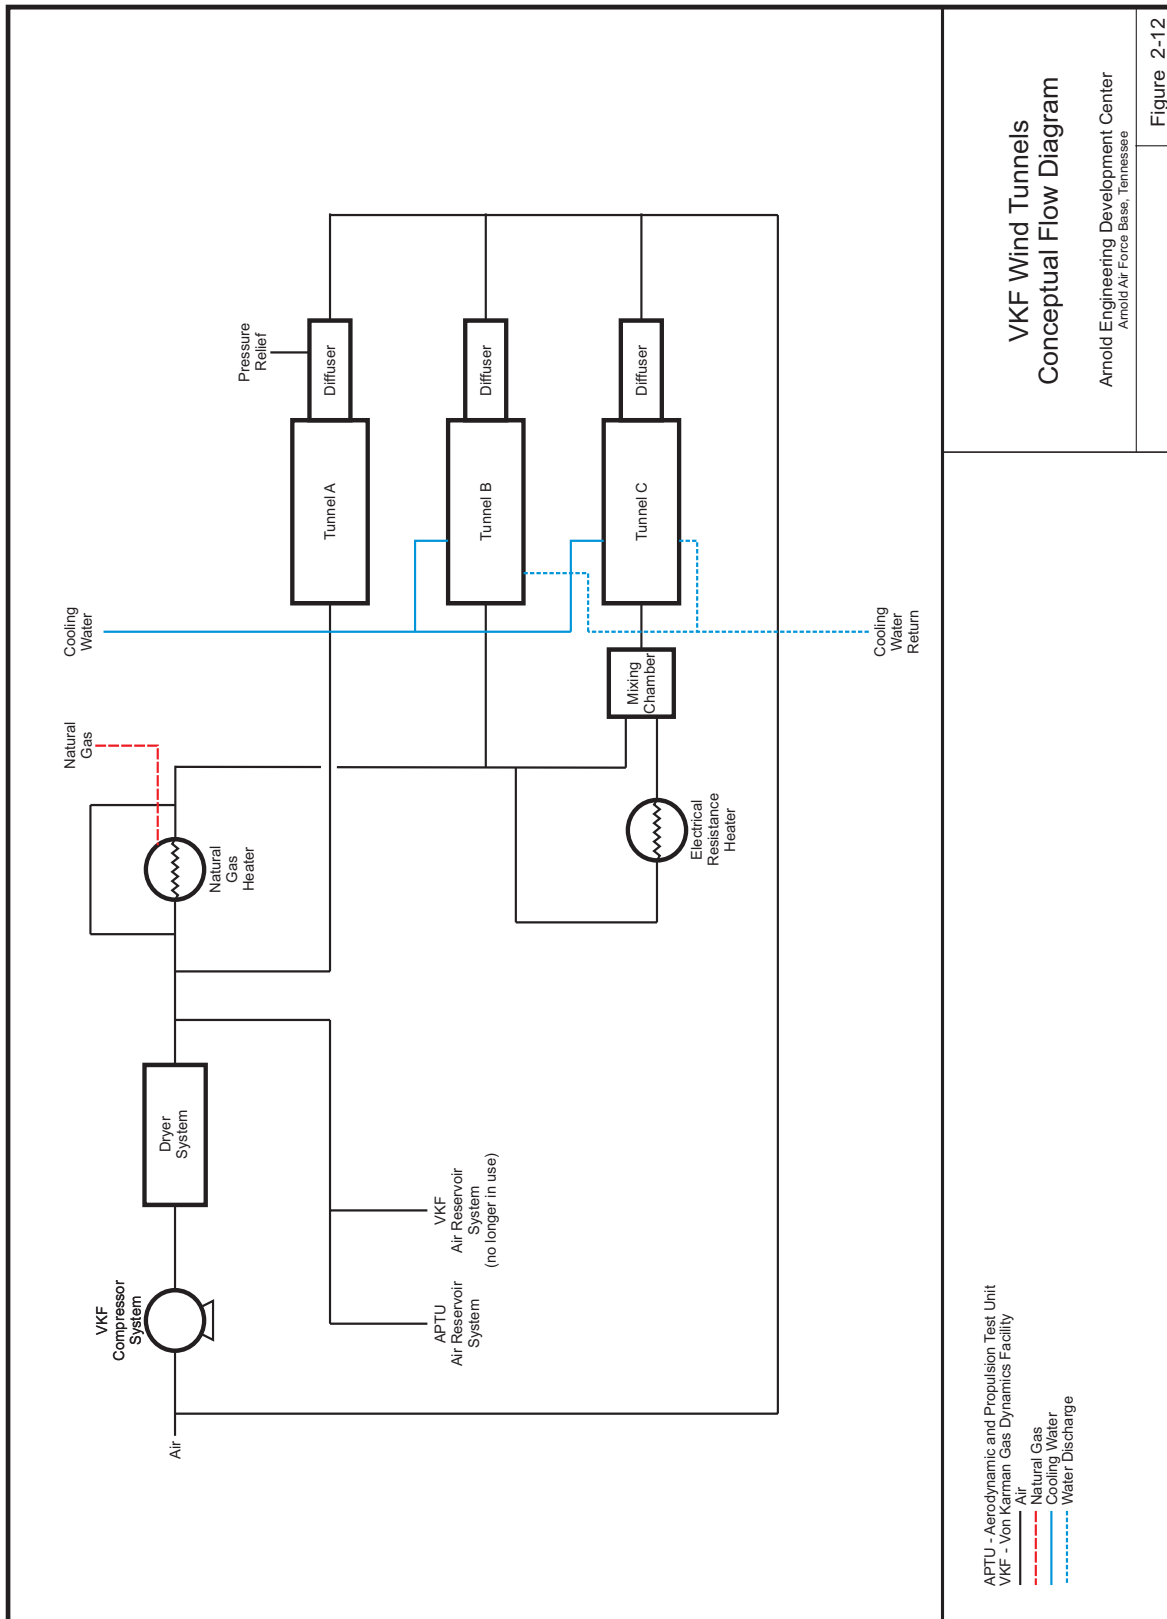 Air
VKF
Compressor
System
Dryer
System
APTU
Air Reservoir
System
VKF
Air Reservoir
System
(no longer in use)
Natural
Gas
Heater
Natural
Gas
Cooling
Water
Electrical
Resistance
Heater
Mixing
Chamber
Tunnel A
Tunnel B
Tunnel C
Pressure
Relief
Diffuser
Diffuser
Diffuser
Cooling
Water
Return
APTU - Aerodynamic and Propulsion Test Unit
VKF - Von Karman Gas Dynamics Facility
Air
Natural Gas
Cooling Water
Water Discharge
VKF Wind Tunnels
Conceptual Flow Diagram
Arnold Engineering Development Center
Arnold Air Force Base, Tennessee
Figure 2-12